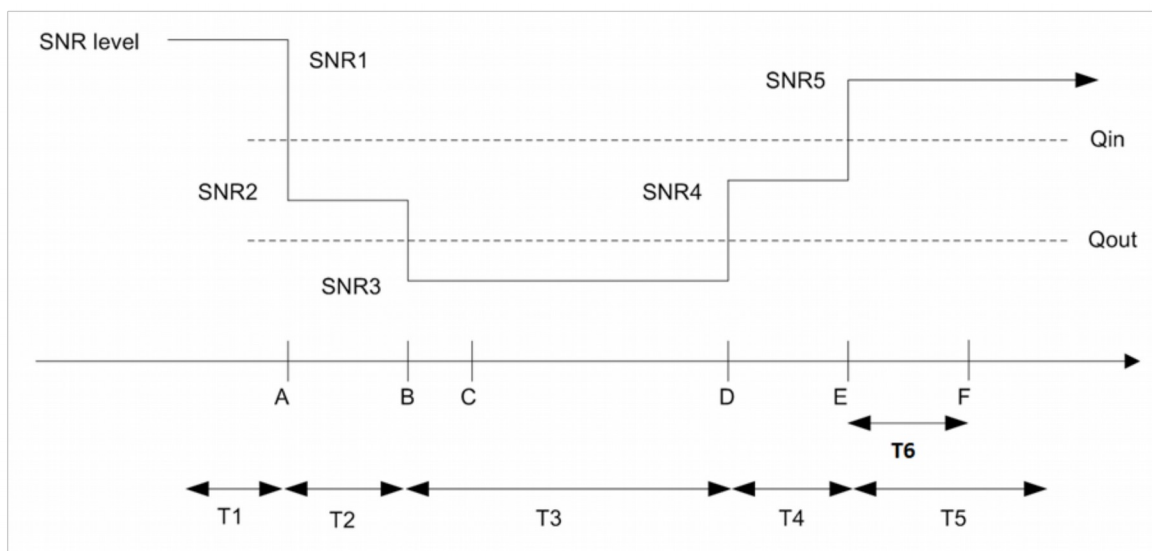 SNR level
SNR1
SNR5
Qin
SNR2
SNR4
Qout
SNR3
A B C D E F
T6
T1 T2 T3 T4 T5